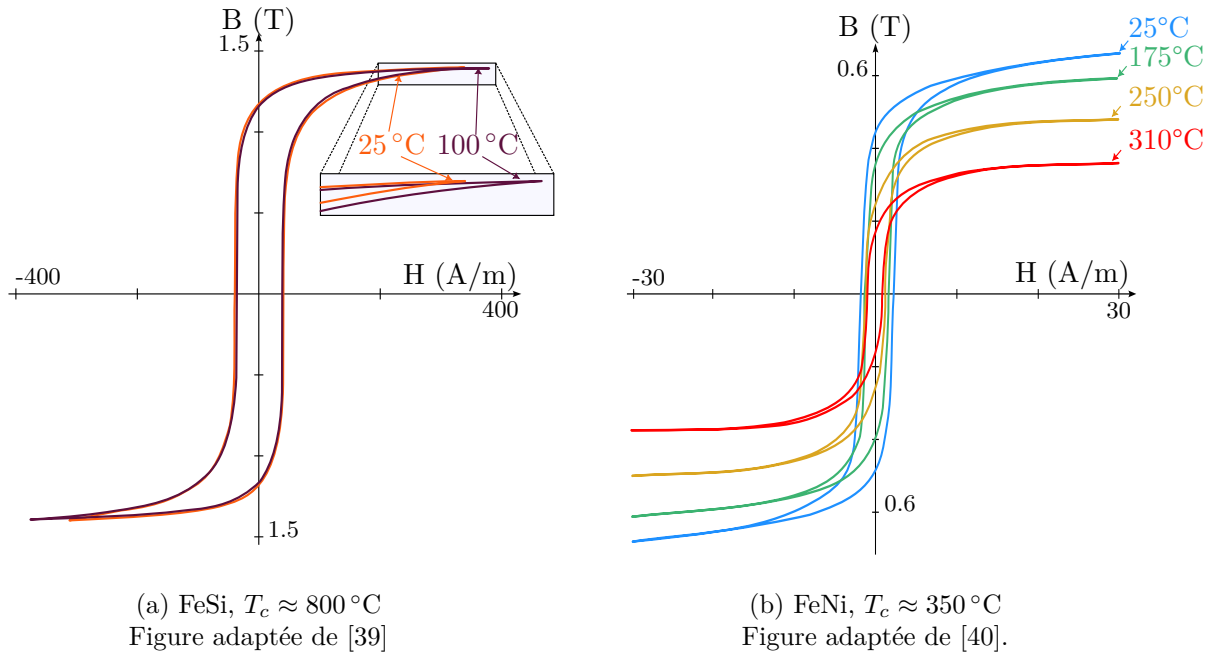 B (T)
1.5
25 °C
100 °C
-400
H (A/m)
400
1.5
(a) FeSi, T_c ≈ 800 °C
Figure adaptée de [39]
B (T)
0.6
25°C
175°C
250°C
310°C
-30
H (A/m)
30
0.6
(b) FeNi, T_c ≈ 350 °C
Figure adaptée de [40].